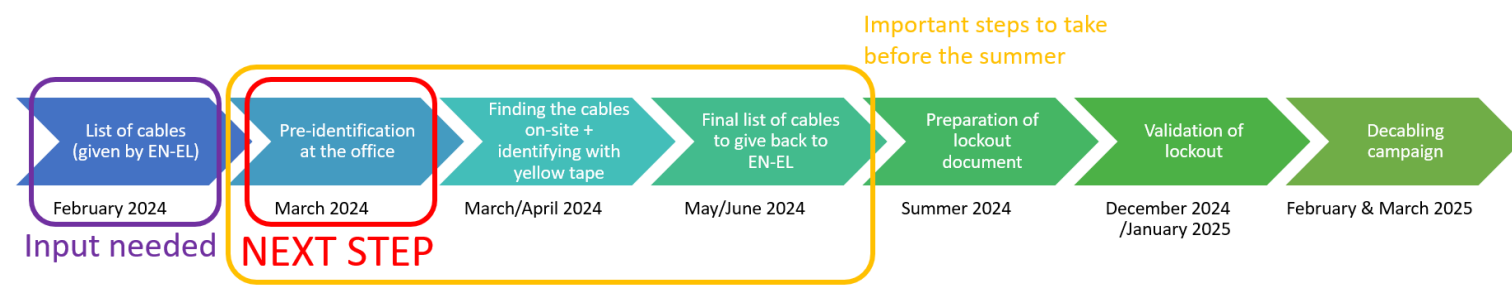 Important steps to take
before the summer
List of cables
(given by EN-EL)
Pre-identification
at the office
Finding the cables
on-site +
identifying with
yellow tape
Final list of cables
to give back to
EN-EL
Preparation of
lockout
document
Validation of
lockout
Decabling
campaign
February 2024
March 2024
March/April 2024
May/June 2024
Summer 2024
December 2024
/January 2025
February & March 2025
Input needed
NEXT STEP